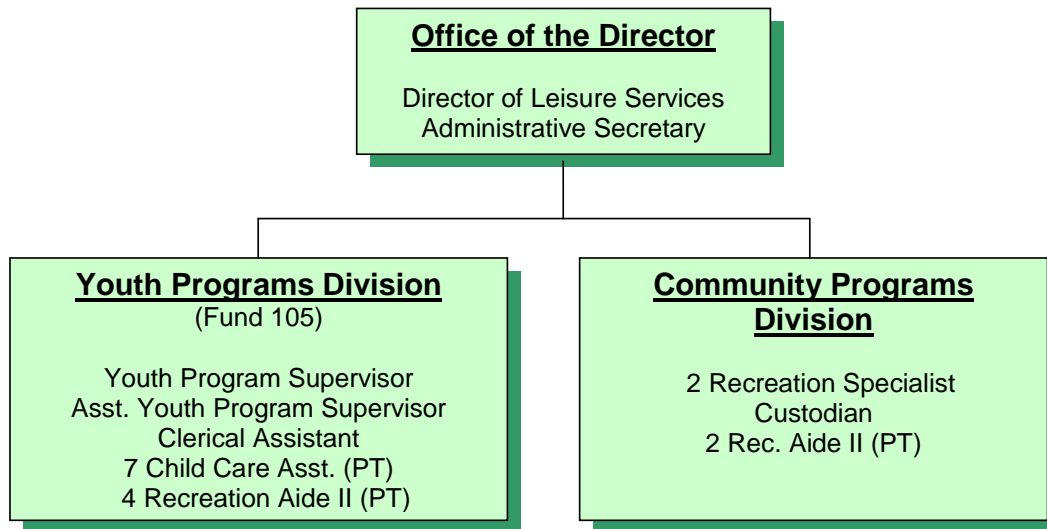 Office of the Director
Director of Leisure Services
Administrative Secretary
Youth Programs Division
(Fund 105)
Youth Program Supervisor
Asst. Youth Program Supervisor
Clerical Assistant
7 Child Care Asst. (PT)
4 Recreation Aide II (PT)
Community Programs
Division
2 Recreation Specialist
Custodian
2 Rec. Aide II (PT)